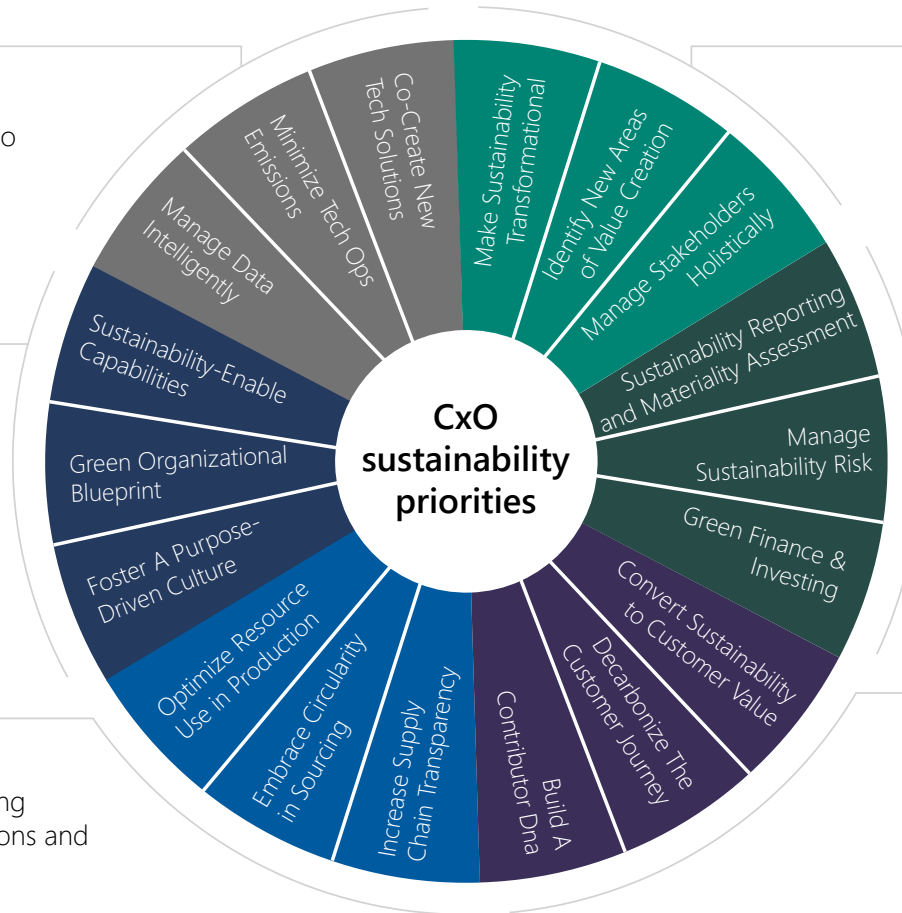 CxO
sustainability
priorities
Make Sustainability
Transformational
Identify New Areas
of Value Creation
Manage Stakeholders
Holistically
Sustainability Reporting
and Materiality Assessment
Manage
Sustainability Risk
Green Finance &
Investing
Convert Sustainability
to Customer Value
Decarbonize The
Customer Journey
Build A
Contributor Dna
Increase Supply
Chain Transparency
Embrace Circularity
in Sourcing
Optimize Resource
Use in Production
Foster A Purpose-
Driven Culture
Green Organizational
Blueprint
Sustainability-Enable
Capabilities
Manage Data
Intelligently
Minimize Tech Ops
Emissions
Co-Create New
Tech Solutions
and